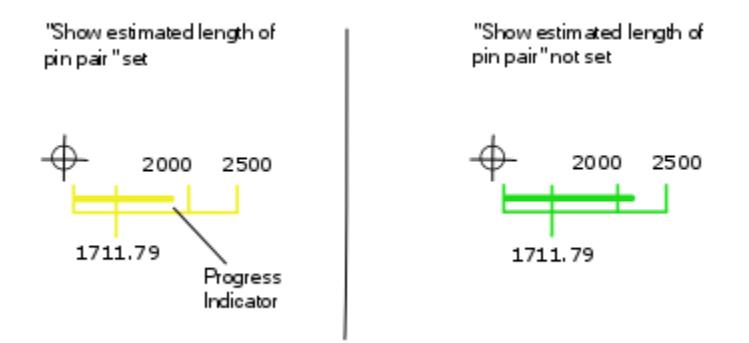 "Show estimated length of
pin pair" set
2000 2500
1711.79
Progress
Indicator
"Show estimated length of
pin pair" not set
2000 2500
1711.79